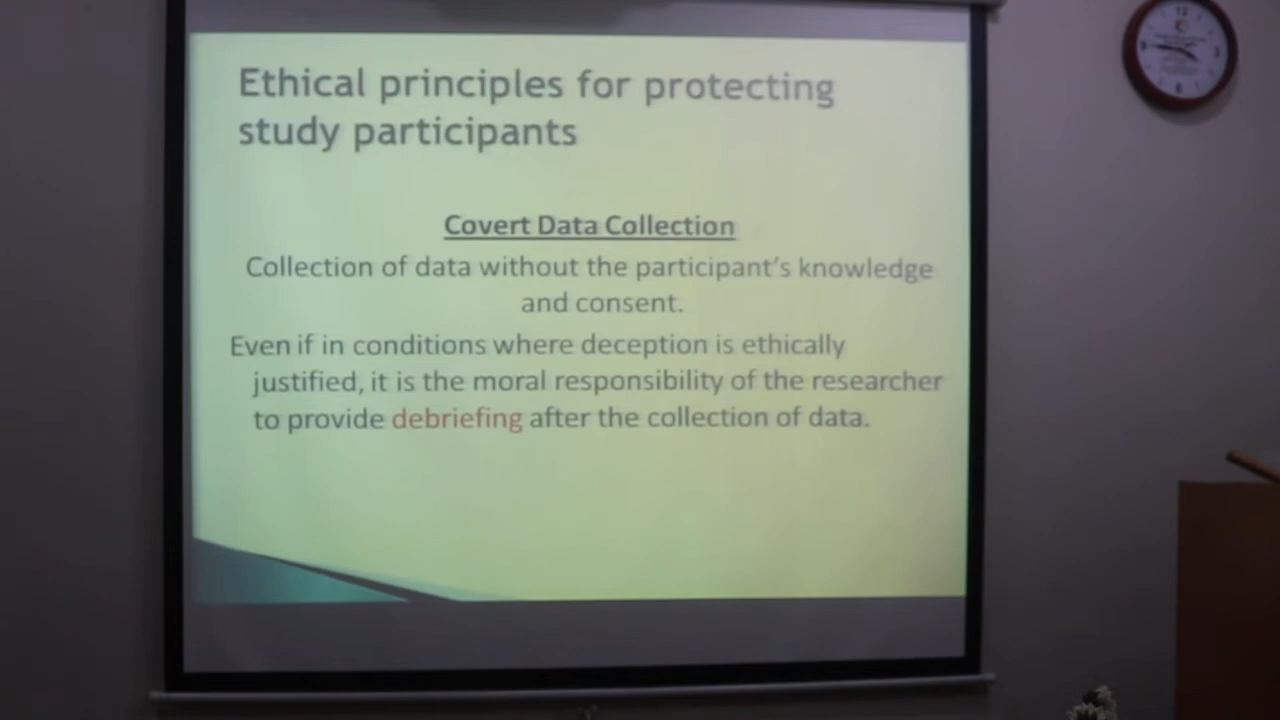 Ethical principles for protecting
study participants
Covert Data Collection
Collection of data without the participant's knowledge
and consent.
Even if in conditions where deception is ethically
justified, it is the moral responsibility of the researcher
to provide debriefing after the collection of data.
12